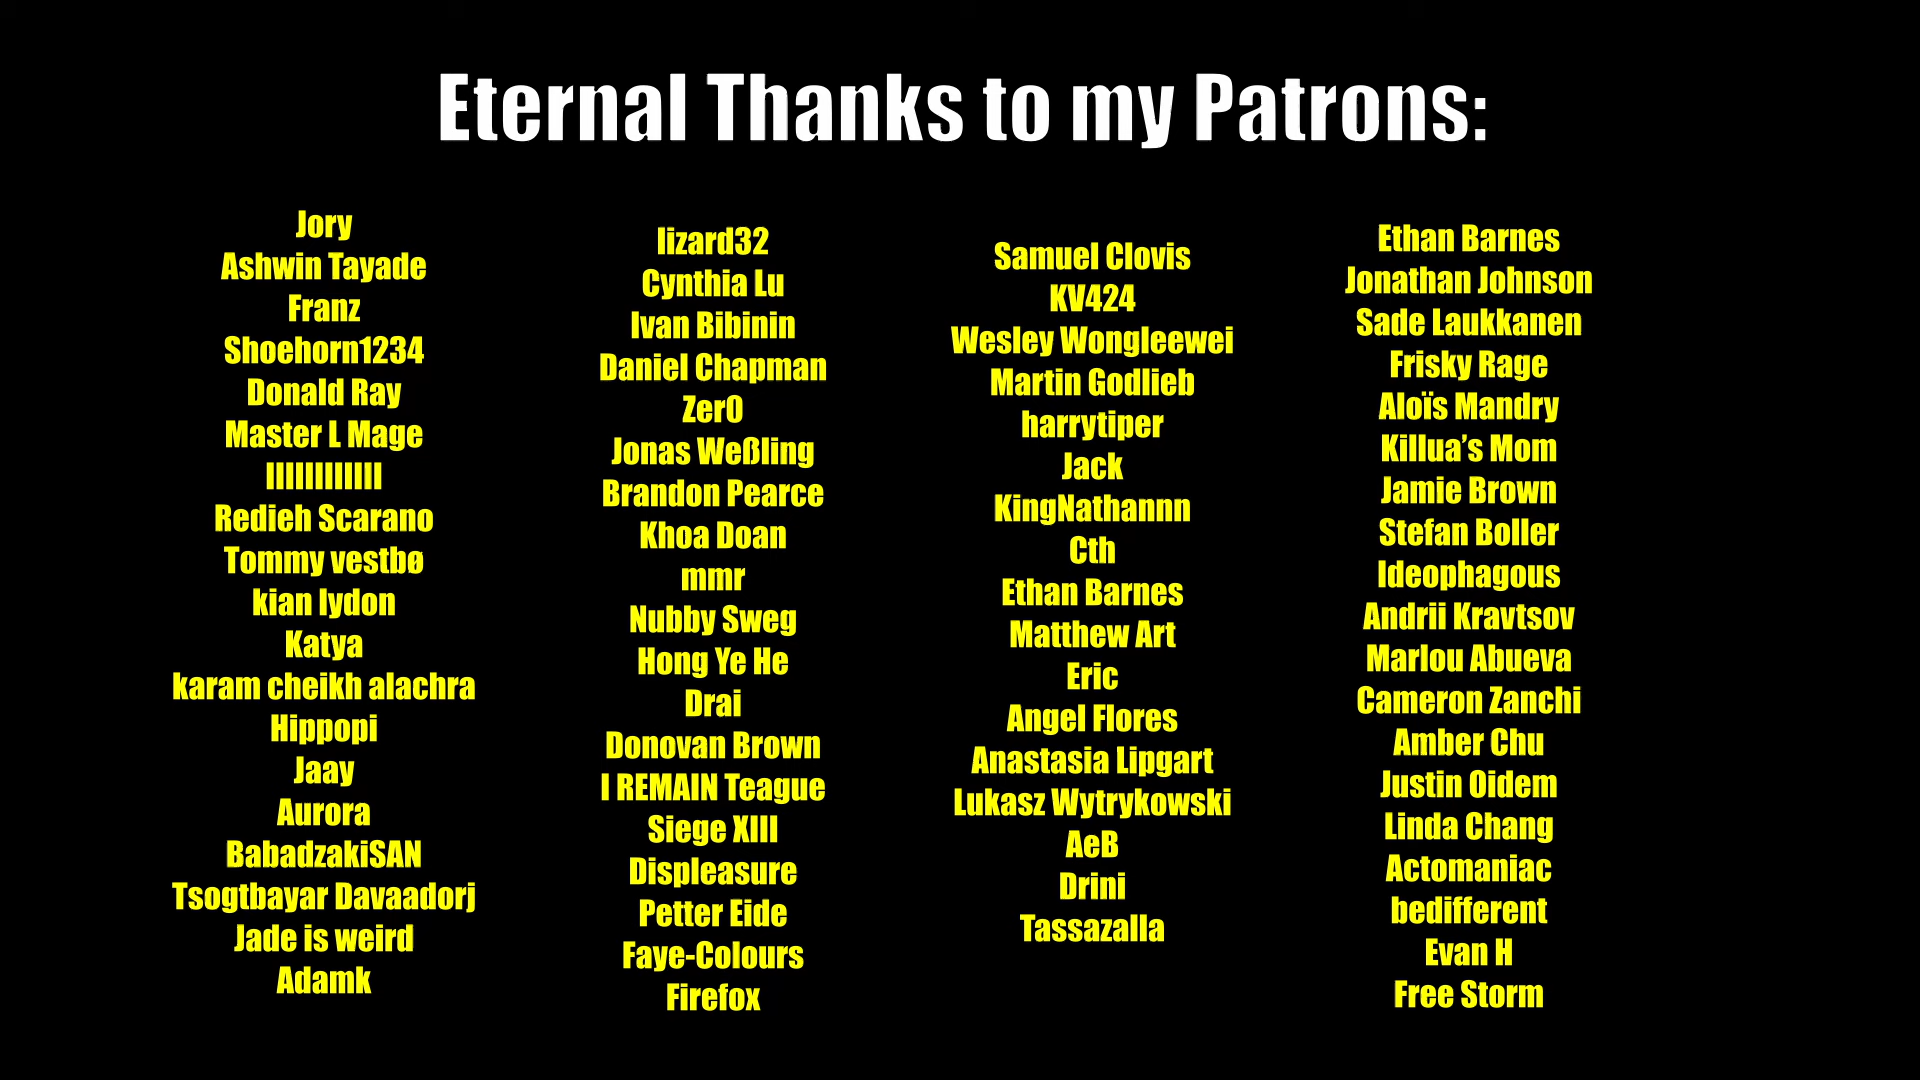 Eternal Thanks to my Patrons:
Jory
Ashwin Tayade
Franz
Shoehorn1234
Donald Ray
Master L Mage
Redieh Scarano
Tommy vestbø
kian lydon
Katya
karam cheikh alachra
Hippopi
Jaay
Aurora
BabadzakiSAN
Tsogtbayar Davaadorj
Jade is weird
Adamk
lizard32
Cynthia Lu
Ivan Bibinin
Daniel Chapman
Zer0
Jonas Weßling
Brandon Pearce
Khoa Doan
mmr
Nubby Sweg
Hong Ye He
Drai
Donovan Brown
I REMAIN Teague
Siege XIII
Displeasure
Petter Eide
Faye-Colours
Firefox
Samuel Clovis
KV424
Wesley Wongleewei
Martin Godlieb
harrytiper
Jack
KingNathannn
Cth
Ethan Barnes
Matthew Art
Eric
Angel Flores
Anastasia Lipgart
Lukasz Wytrykowski
AeB
Drini
Tassazalla
Ethan Barnes
Jonathan Johnson
Sade Laukkanen
Frisky Rage
Aloïs Mandry
Killua’s Mom
Jamie Brown
Stefan Boller
Ideophagous
Andrii Kravtsov
Marlou Abueva
Cameron Zanchi
Amber Chu
Justin Oidem
Linda Chang
Actomaniac
bedifferent
Evan H
Free Storm